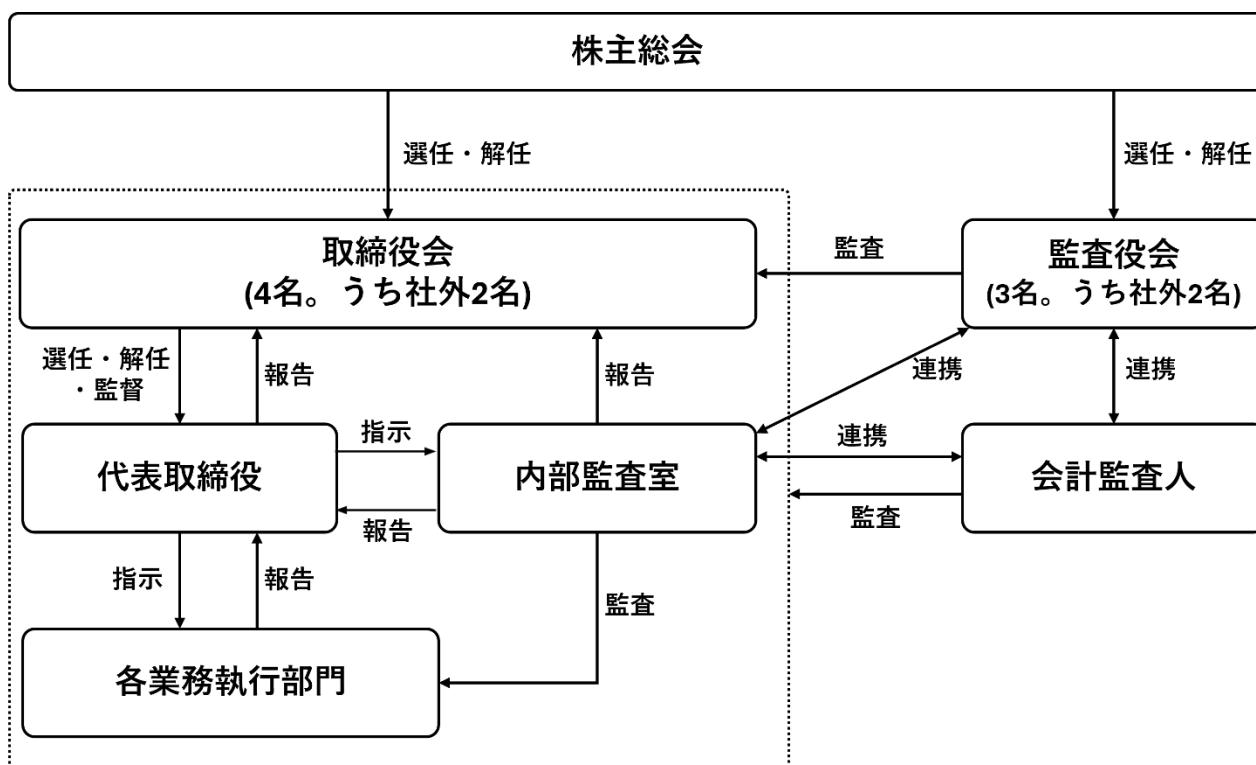 株主総会
選任・解任
選任・解任
取締役会
(4名。うち社外2名)
監査
監査役会
(3名。うち社外2名)
選任・解任
・監督
報告
報告
連携
連携
代表取締役
指示
報告
内部監査室
連携
監査
会計監査人
指示
報告
監査
各業務執行部門